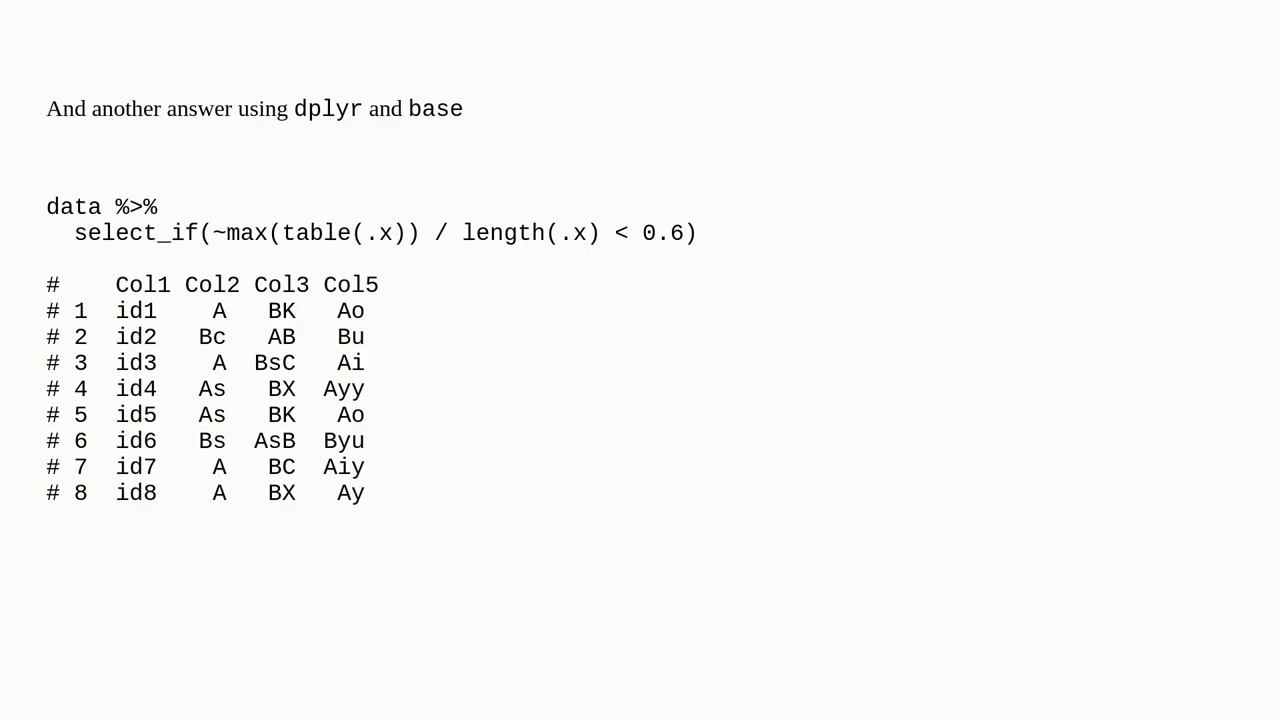 And another answer using dplyr and base
data %>%
  select_if(~max(table(.x)) / length(.x) < 0.6)
#    Col1 Col2 Col3 Col5
# 1  id1    A   BK   Ao
# 2  id2   Bc   AB   Bu
# 3  id3    A  BsC   Ai
# 4  id4   As   BX  Ayy
# 5  id5   As   BK   Ao
# 6  id6   Bs  AsB  Byu
# 7  id7    A   BC  Aiy
# 8  id8    A   BX   Ay